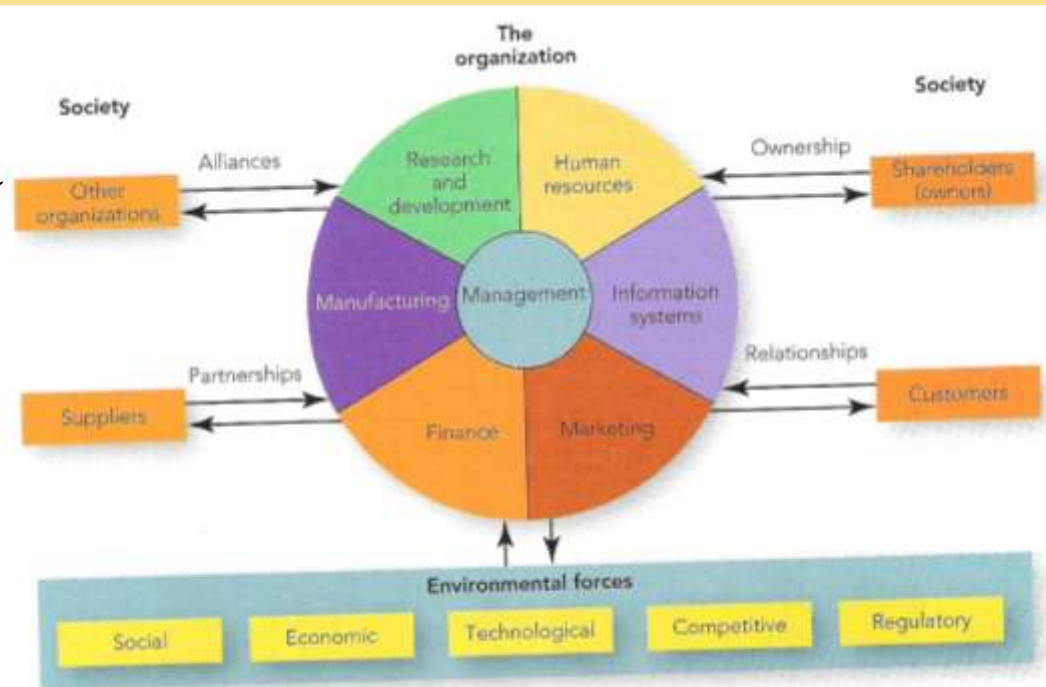 The
organization
Society
Society
Alliances
Ownership
Other
organizations
Research
and
development
Human
resources
Shareholders
(owners)
Manufacturing
Management
Information
systems
Partnerships
Relationships
Suppliers
Customers
Finance
Marketing
Environmental forces
Social
Economic
Technological
Competitive
Regulatory